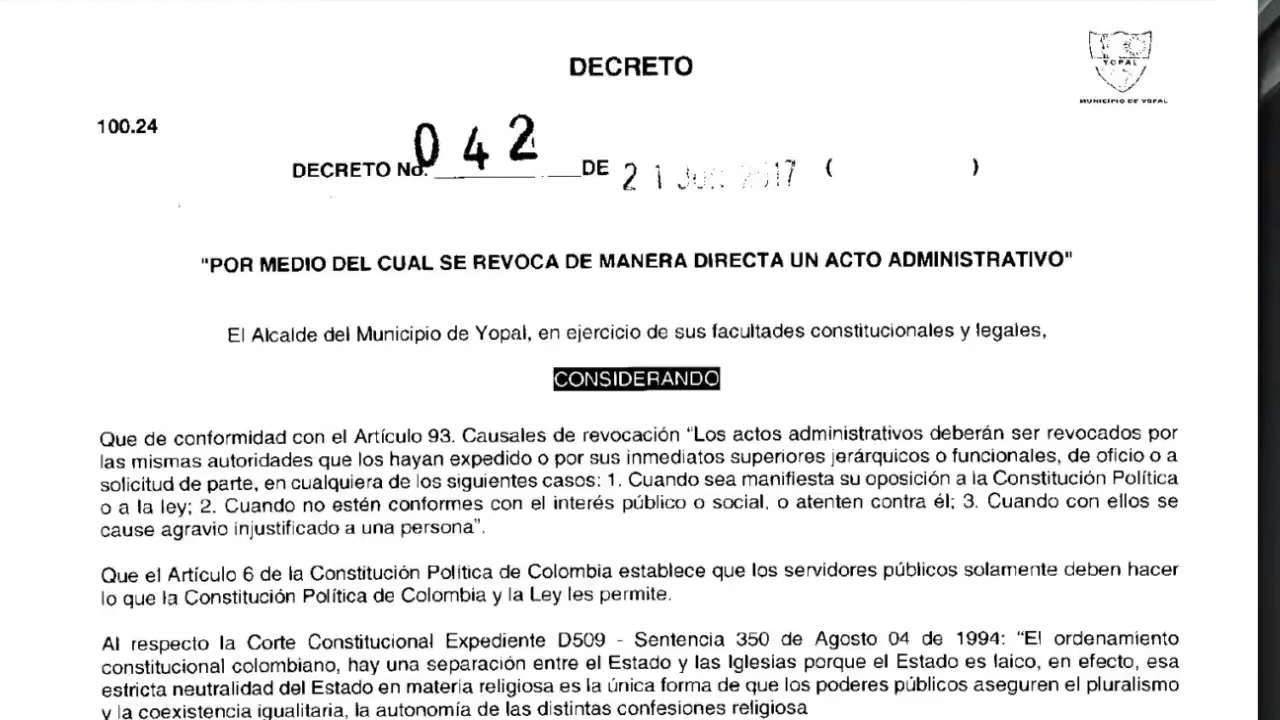 DECRETO
YOPAL
MUNICIPIO DE YOPAL
100.24
DECRETO No. 042 DE 21 2017 ( )
"POR MEDIO DEL CUAL SE REVOCA DE MANERA DIRECTA UN ACTO ADMINISTRATIVO"
El Alcalde del Municipio de Yopal, en ejercicio de sus facultades constitucionales y legales,
CONSIDERANDO
Que de conformidad con el Artículo 93. Causales de revocación "Los actos administrativos deberán ser revocados por
las mismas autoridades que los hayan expedido o por sus inmediatos superiores jerárquicos o funcionales, de oficio o a
solicitud de parte, en cualquiera de los siguientes casos: 1. Cuando sea manifiesta su oposición a la Constitución Política
o a la ley; 2. Cuando no estén conformes con el interés público o social, o atenten contra él; 3. Cuando con ellos se
cause agravio injustificado a una persona".
Que el Artículo 6 de la Constitución Política de Colombia establece que los servidores públicos solamente deben hacer
lo que la Constitución Política de Colombia y la Ley les permite.
Al respecto la Corte Constitucional Expediente D509 - Sentencia 350 de Agosto 04 de 1994: "El ordenamiento
constitucional colombiano, hay una separación entre el Estado y las Iglesias porque el Estado es laico, en efecto, esa
estricta neutralidad del Estado en materia religiosa es la única forma de que los poderes públicos aseguren el pluralismo
y la coexistencia igualitaria, la autonomía de las distintas confesiones religiosa